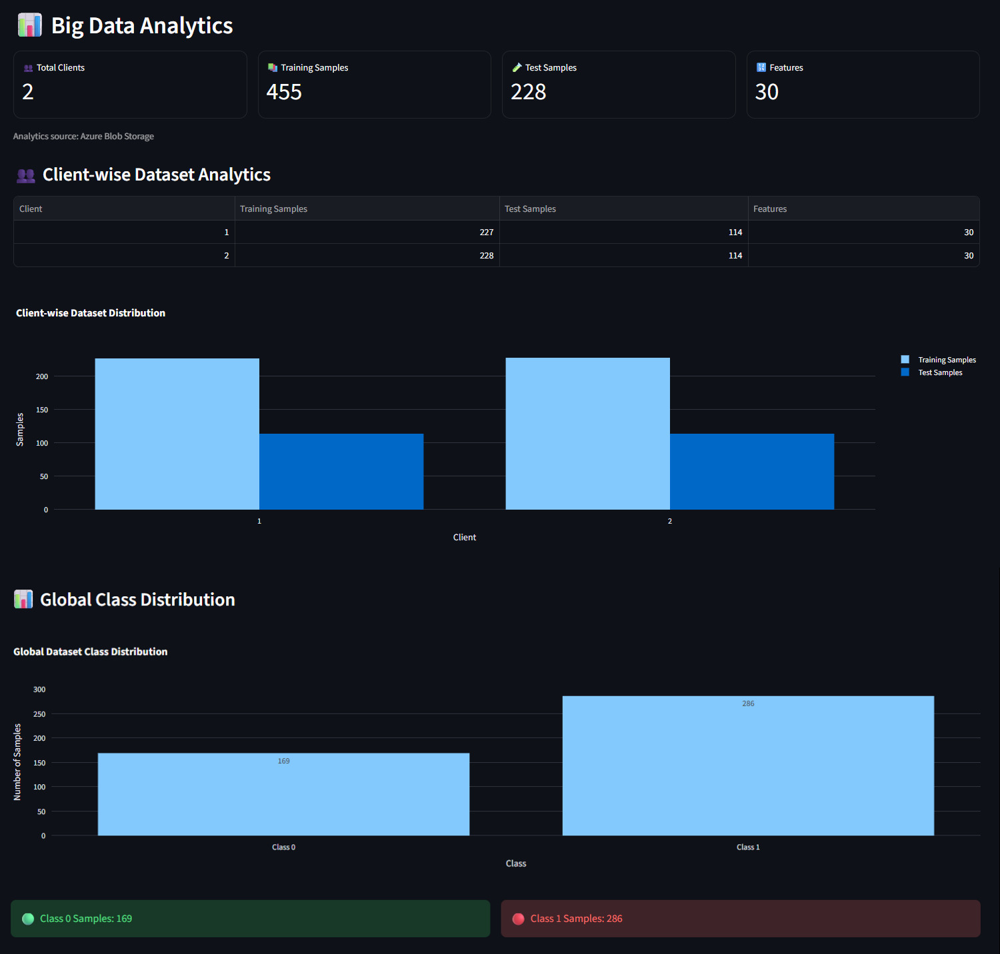 Big Data Analytics
Total Clients
2
Training Samples
455
Test Samples
228
Features
30
Analytics source: Azure Blob Storage
Client-wise Dataset Analytics
Client Training Samples Test Samples Features
1 227 114 30
2 228 114 30
Client-wise Dataset Distribution
Training Samples
Test Samples
200
150
100
50
0
Samples
1 2
Client
Global Class Distribution
Global Dataset Class Distribution
300
250
200
150
100
50
0
Number of Samples
169
286
Class 0 Class 1
Class
Class 0 Samples: 169
Class 1 Samples: 286